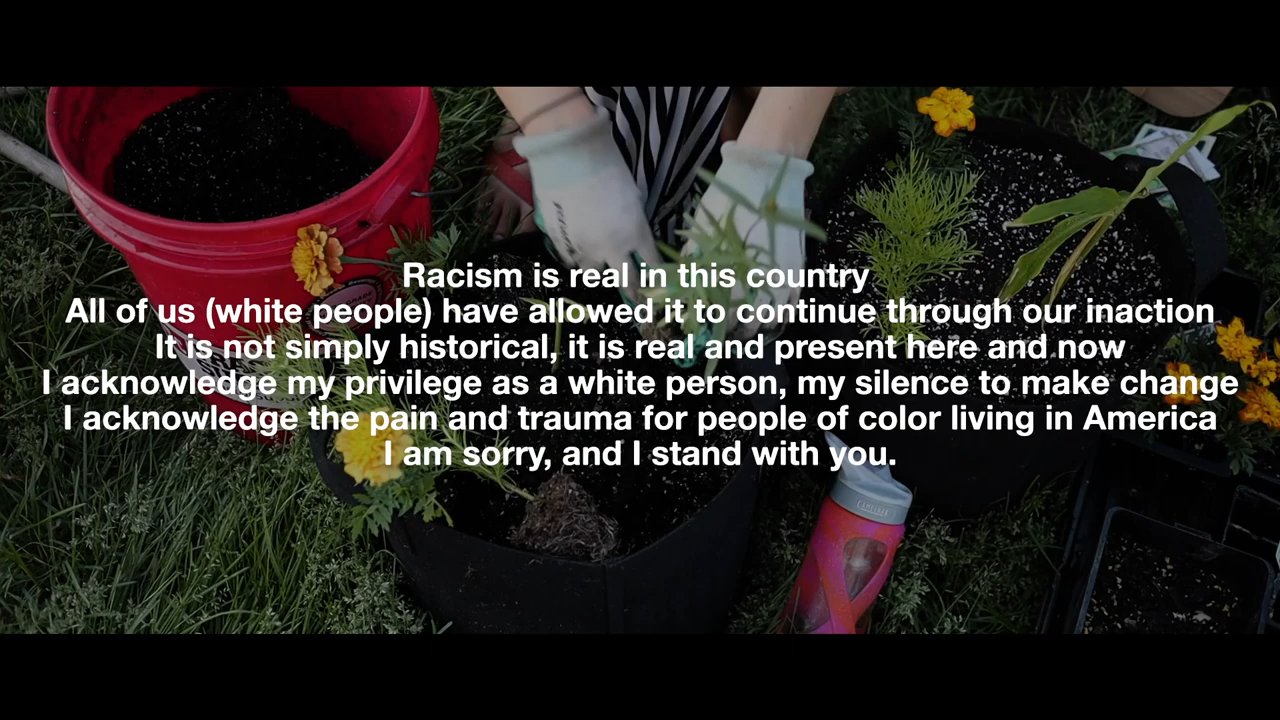 Racism is real in this country
All of us (white people) have allowed it to continue through our inaction
It is not simply historical, it is real and present here and now
I acknowledge my privilege as a white person, my silence to make change
I acknowledge the pain and trauma for people of color living in America
I am sorry, and I stand with you.
CAMELBAK